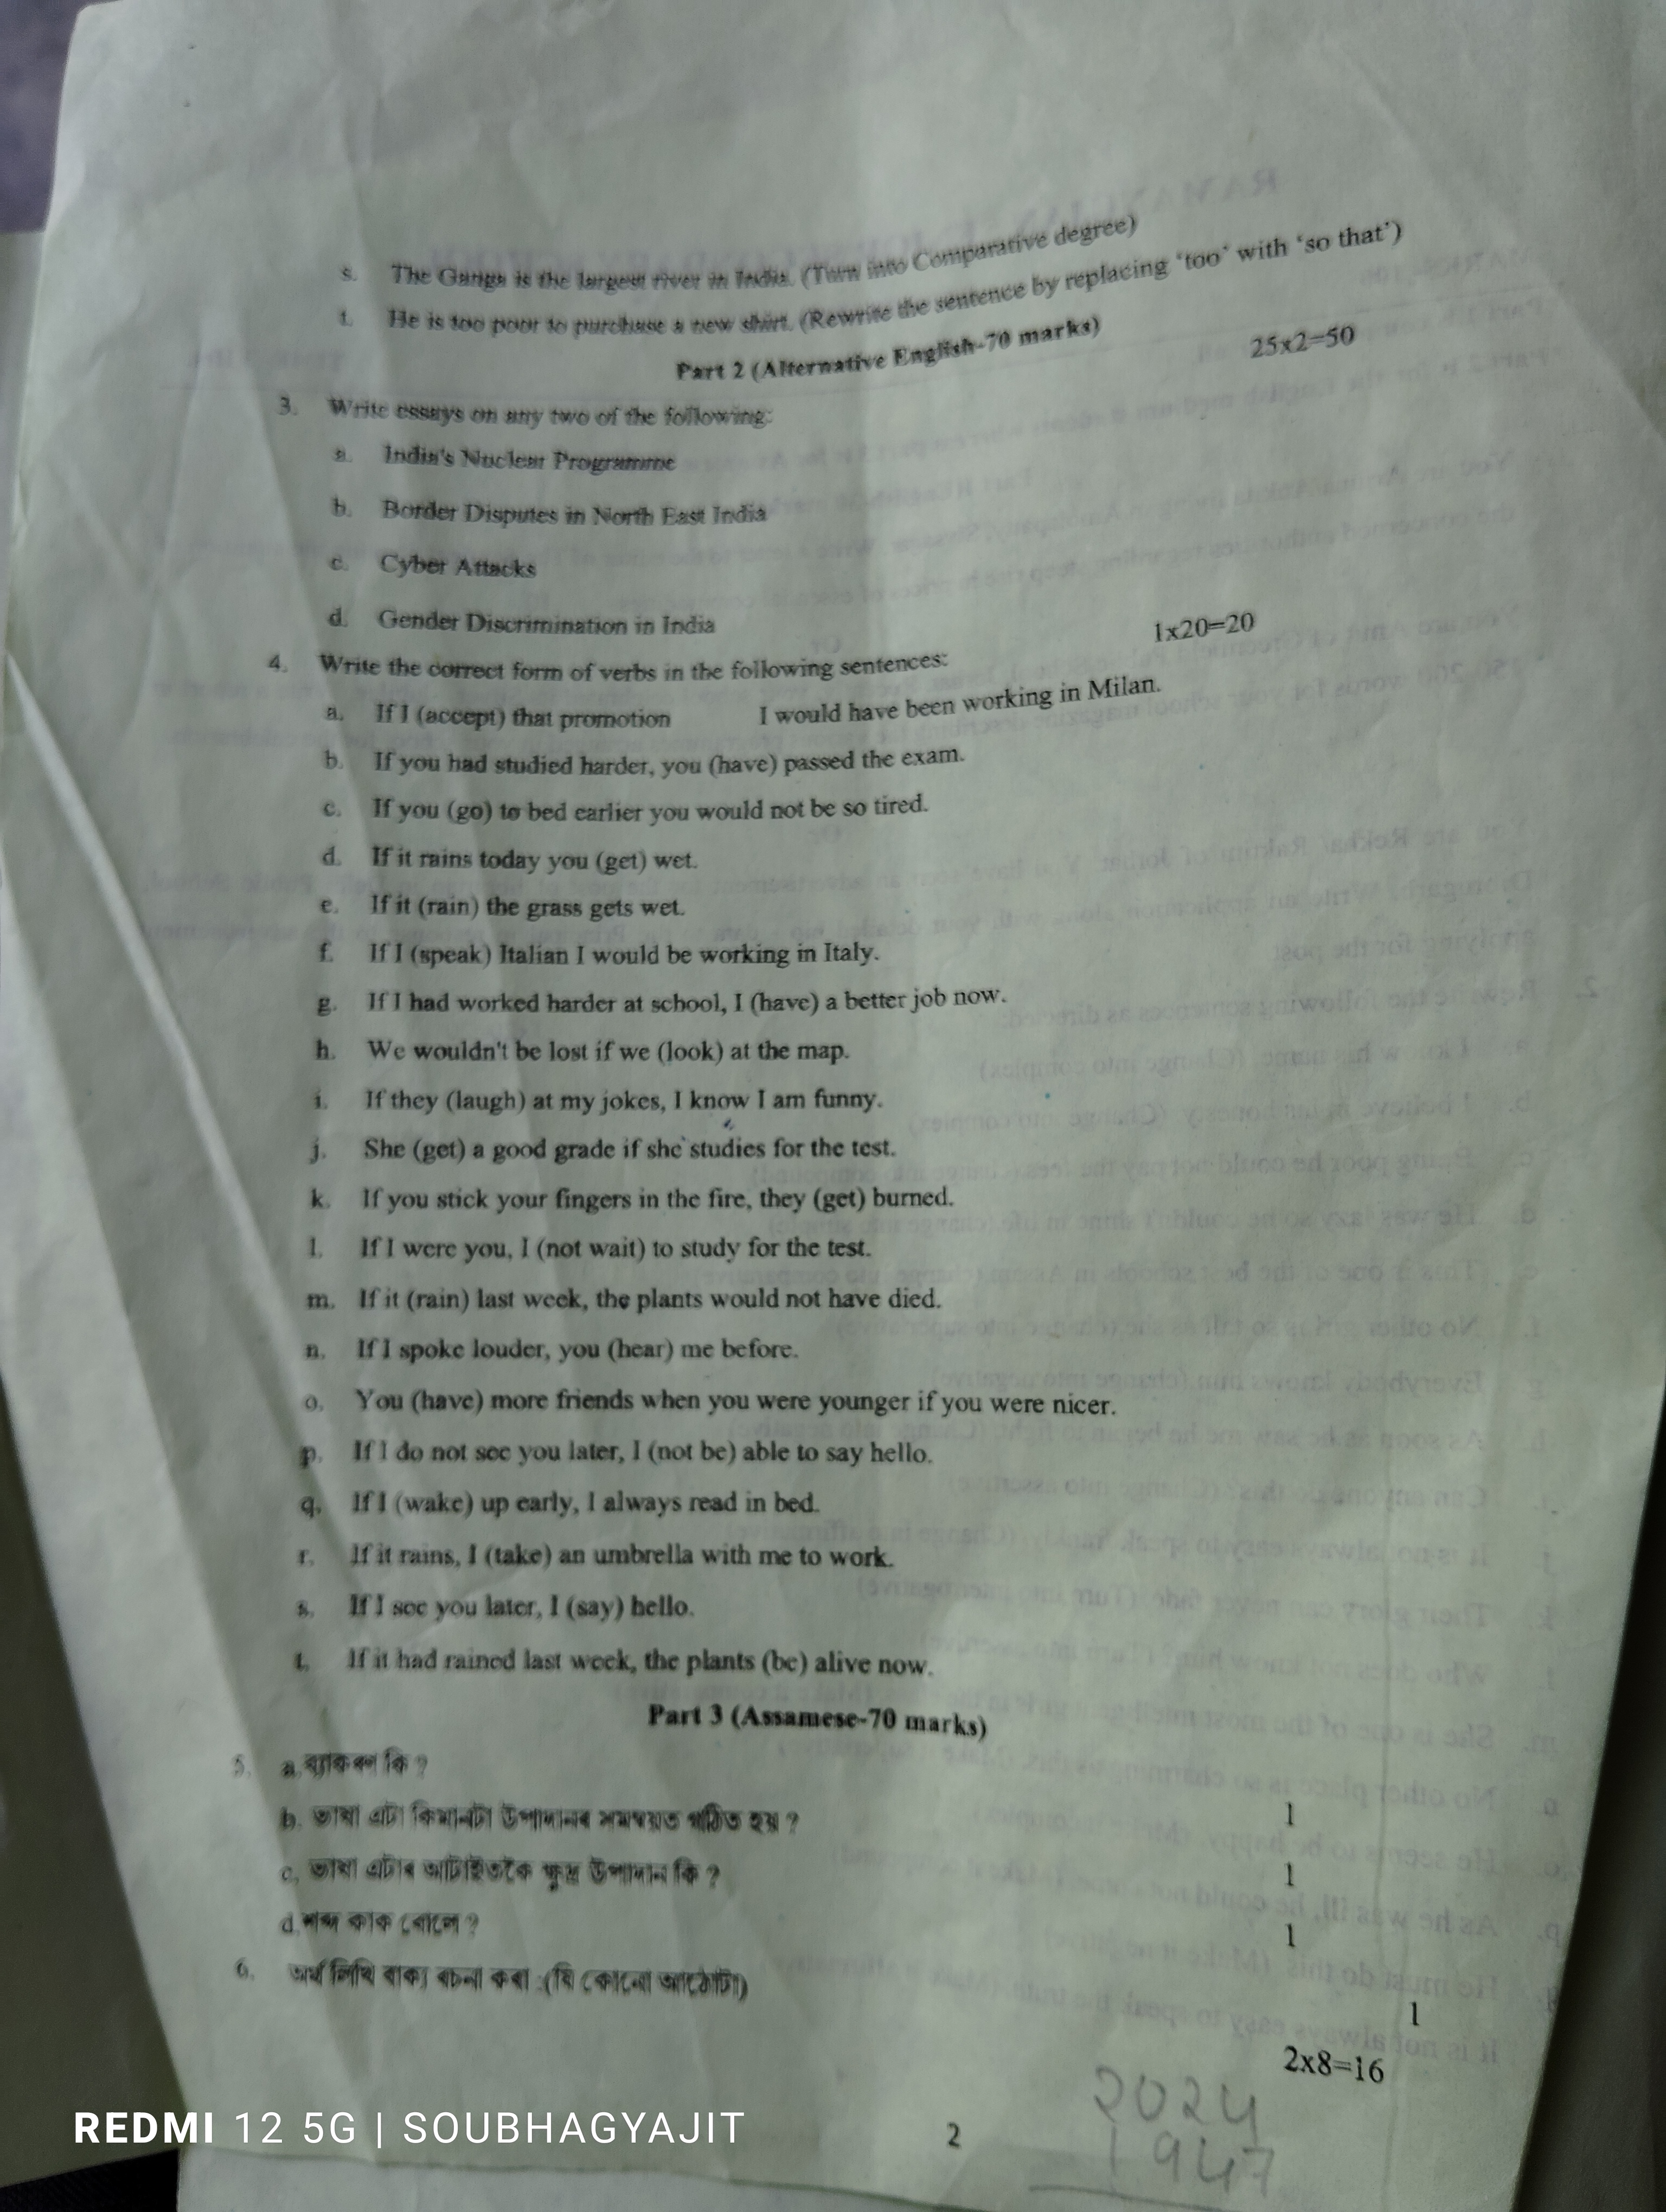 s. The Ganga is the largest river in India. (Turn into Comparative degree)
t. He is too poor to purchase a new shirt. (Rewrite the sentence by replacing 'too' with 'so that')
Part 2 (Alternative English-70 marks)
3. Write essays on any two of the following: 25x2=50
a. India's Nuclear Programme
b. Border Disputes in North East India
c. Cyber Attacks
d. Gender Discrimination in India
4. Write the correct form of verbs in the following sentences: 1x20=20
a. If I (accept) that promotion I would have been working in Milan.
b. If you had studied harder, you (have) passed the exam.
c. If you (go) to bed earlier you would not be so tired.
d. If it rains today you (get) wet.
e. If it (rain) the grass gets wet.
f. If I (speak) Italian I would be working in Italy.
g. If I had worked harder at school, I (have) a better job now.
h. We wouldn't be lost if we (look) at the map.
i. If they (laugh) at my jokes, I know I am funny.
j. She (get) a good grade if she studies for the test.
k. If you stick your fingers in the fire, they (get) burned.
l. If I were you, I (not wait) to study for the test.
m. If it (rain) last week, the plants would not have died.
n. If I spoke louder, you (hear) me before.
o. You (have) more friends when you were younger if you were nicer.
p. If I do not see you later, I (not be) able to say hello.
q. If I (wake) up early, I always read in bed.
r. If it rains, I (take) an umbrella with me to work.
s. If I see you later, I (say) hello.
t. If it had rained last week, the plants (be) alive now.
Part 3 (Assamese-70 marks)
5. a. ব্যাকৰণ কি ? 1
b. ভাষা এটা কিমানটা উপাদানৰ সমন্বয়ত গঠিত হয় ? 1
c. ভাষা এটাৰ আটাইতকৈ ক্ষুদ্ৰ উপাদান কি ? 1
d. শব্দ কাক বোলে ? 1
6. অৰ্থ লিখি বাক্য ৰচনা কৰা :(যি কোনো আঠোটা) 2x8=16
2024
1947
2
REDMI 12 5G | SOUBHAGYAJIT